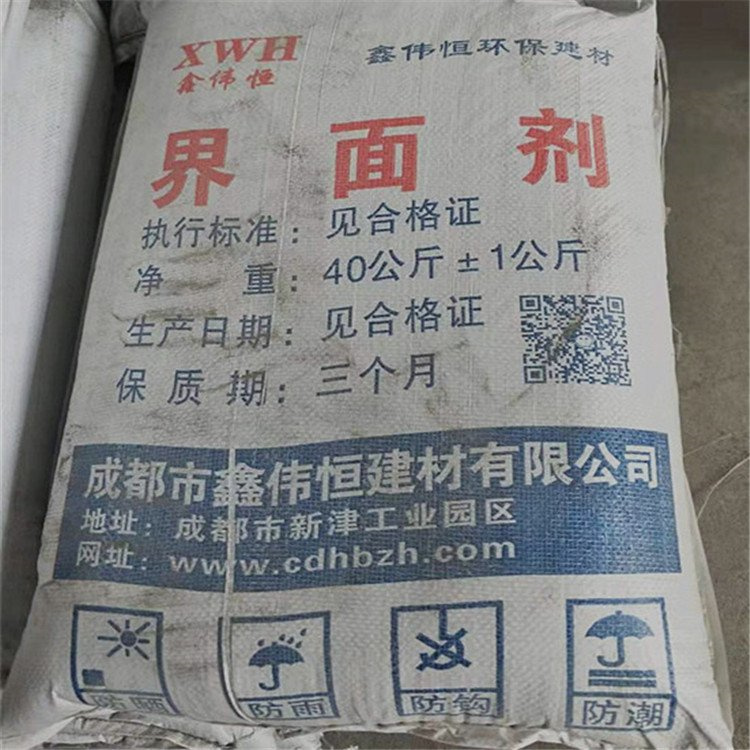 XWH 鑫伟恒环保建材
鑫伟恒
界面剂
执行标准：见合格证
净 重：40公斤±1公斤
生产日期：见合格证
保质期：三个月
成都市鑫伟恒建材有限公司
地址：成都市新津工业园区
网址：www.cdhbzh.com
防晒 防雨 防钩 防潮